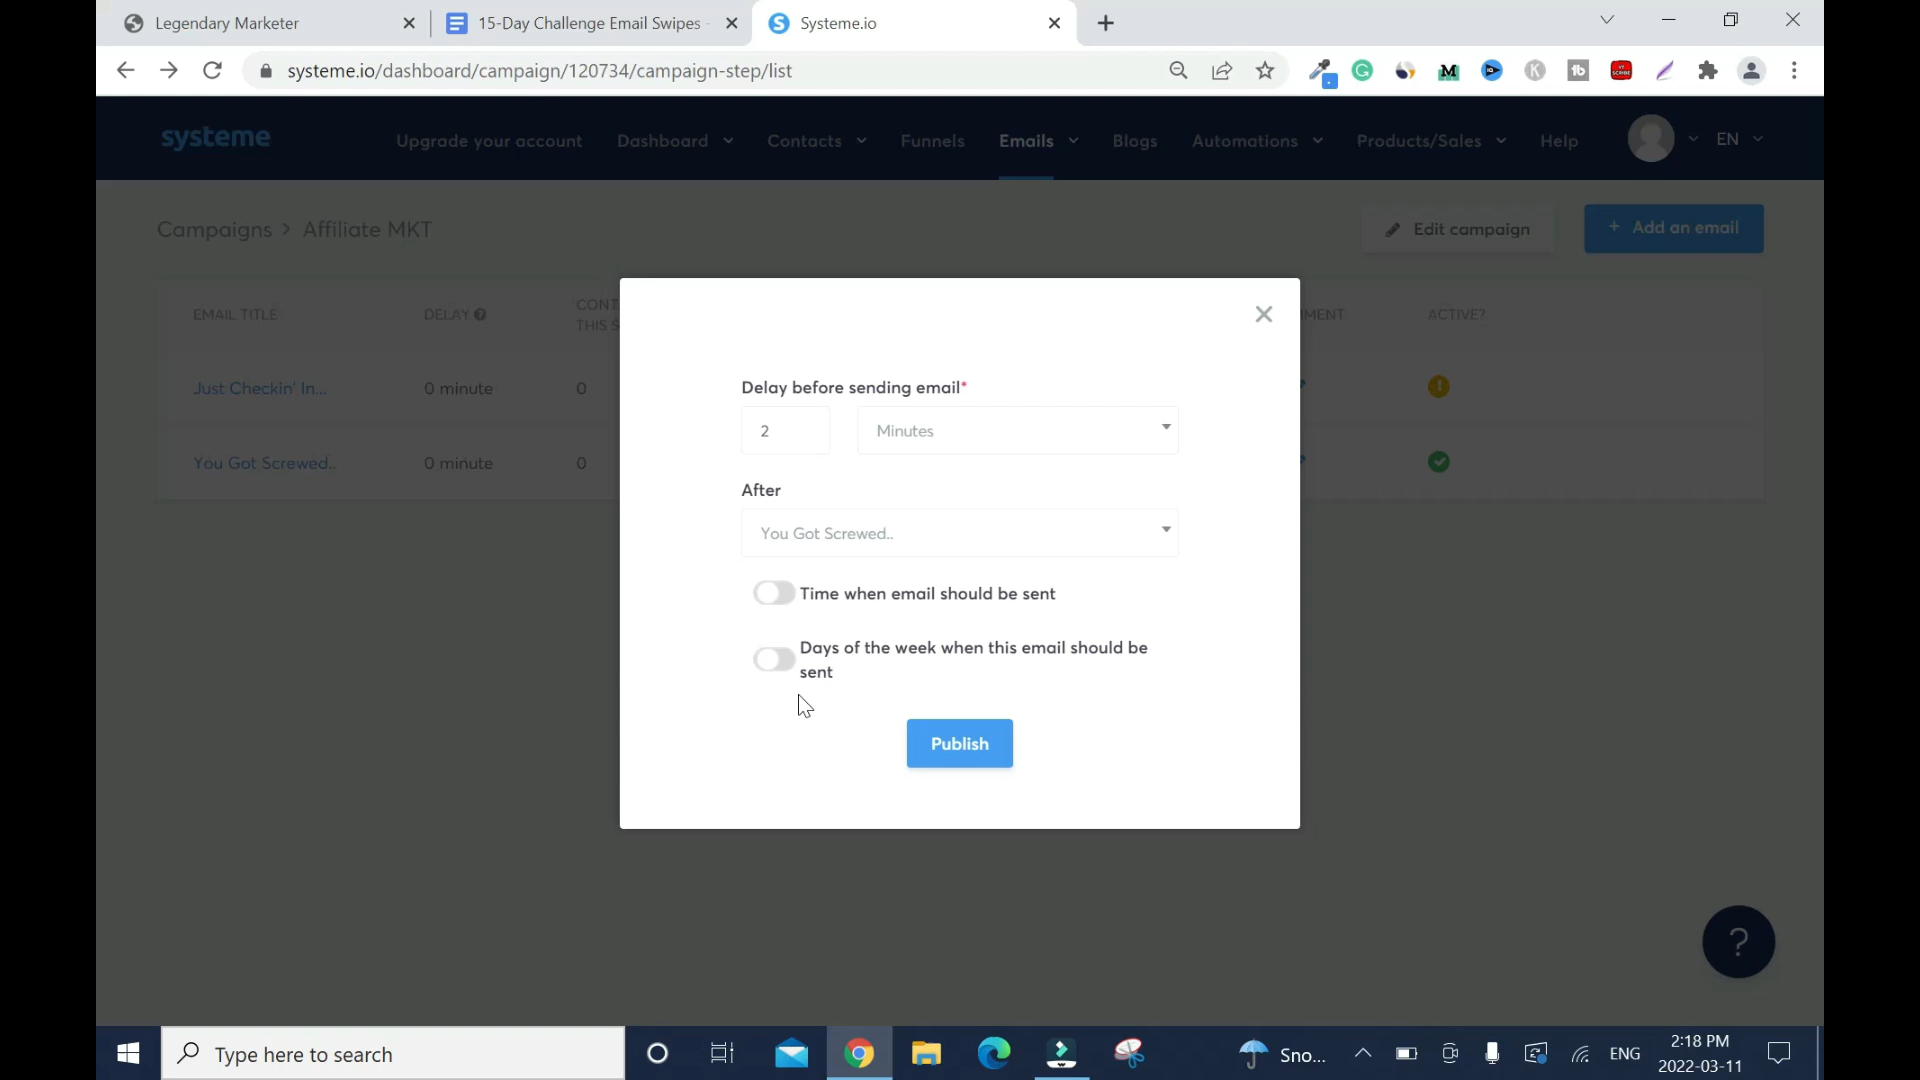 Legendary Marketer
15-Day Challenge Email Swipes -
Systeme.io
systeme.io/dashboard/campaign/120734/campaign-step/list
systeme
Upgrade your account
Dashboard
Contacts
Funnels
Emails
Blogs
Automations
Products/Sales
Help
EN
Campaigns > Affiliate MKT
Edit campaign
+ Add an email
EMAIL TITLE
DELAY
CONT
THIS S
MENT
ACTIVE?
Just Checkin' In...
0 minute
0
You Got Screwed..
0 minute
0
Delay before sending email*
2
Minutes
After
You Got Screwed..
Time when email should be sent
Days of the week when this email should be
sent
Publish
?
Type here to search
Sno...
ENG
2:18 PM
2022-03-11